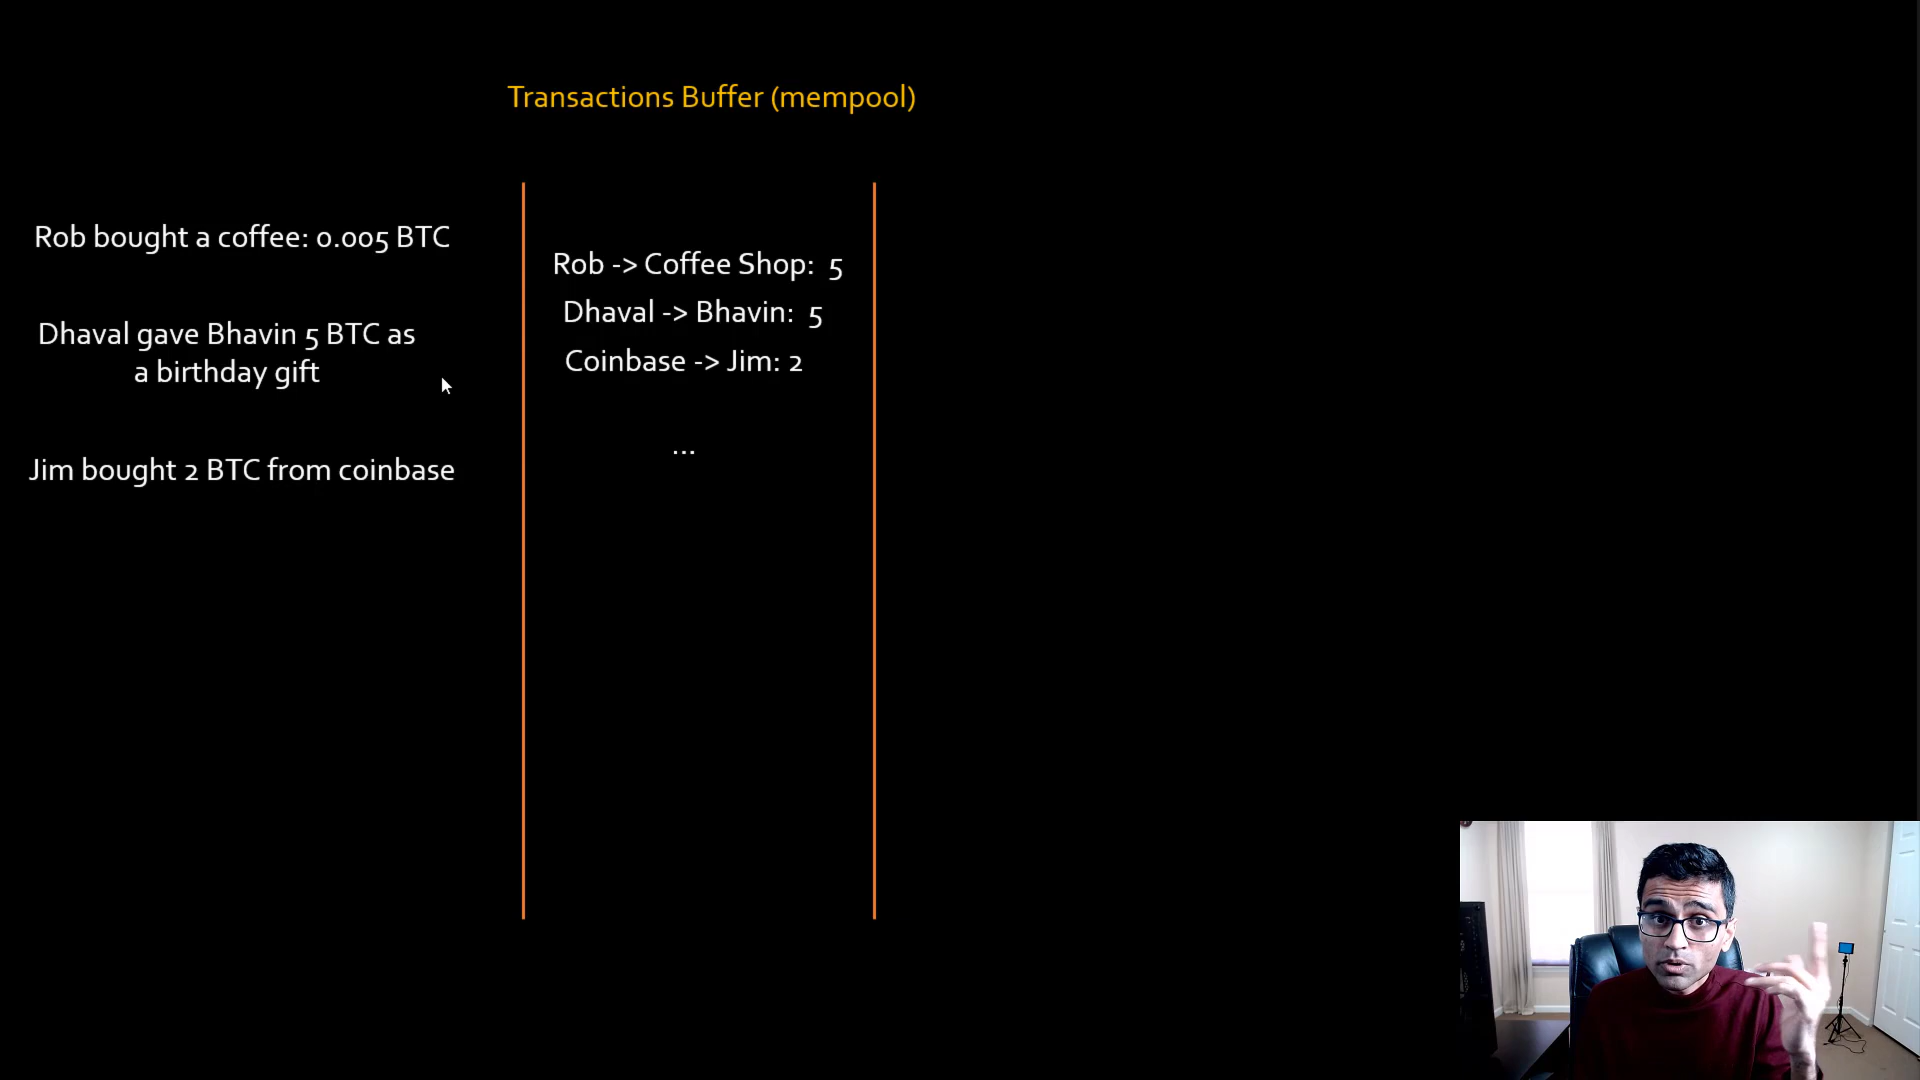 Transactions Buffer (mempool)
Rob bought a coffee: 0.005 BTC
Dhaval gave Bhavin 5 BTC as
a birthday gift
Jim bought 2 BTC from coinbase
Rob -> Coffee Shop: 5
Dhaval -> Bhavin: 5
Coinbase -> Jim: 2
...